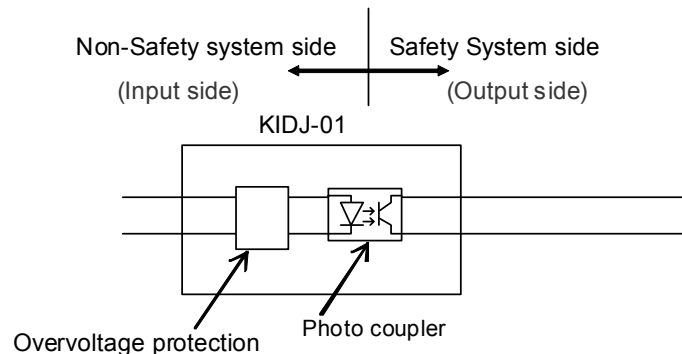 Non-Safety system side
Safety System side
(Input side)
(Output side)
KIDJ-01
Photo coupler
Overvoltage protection